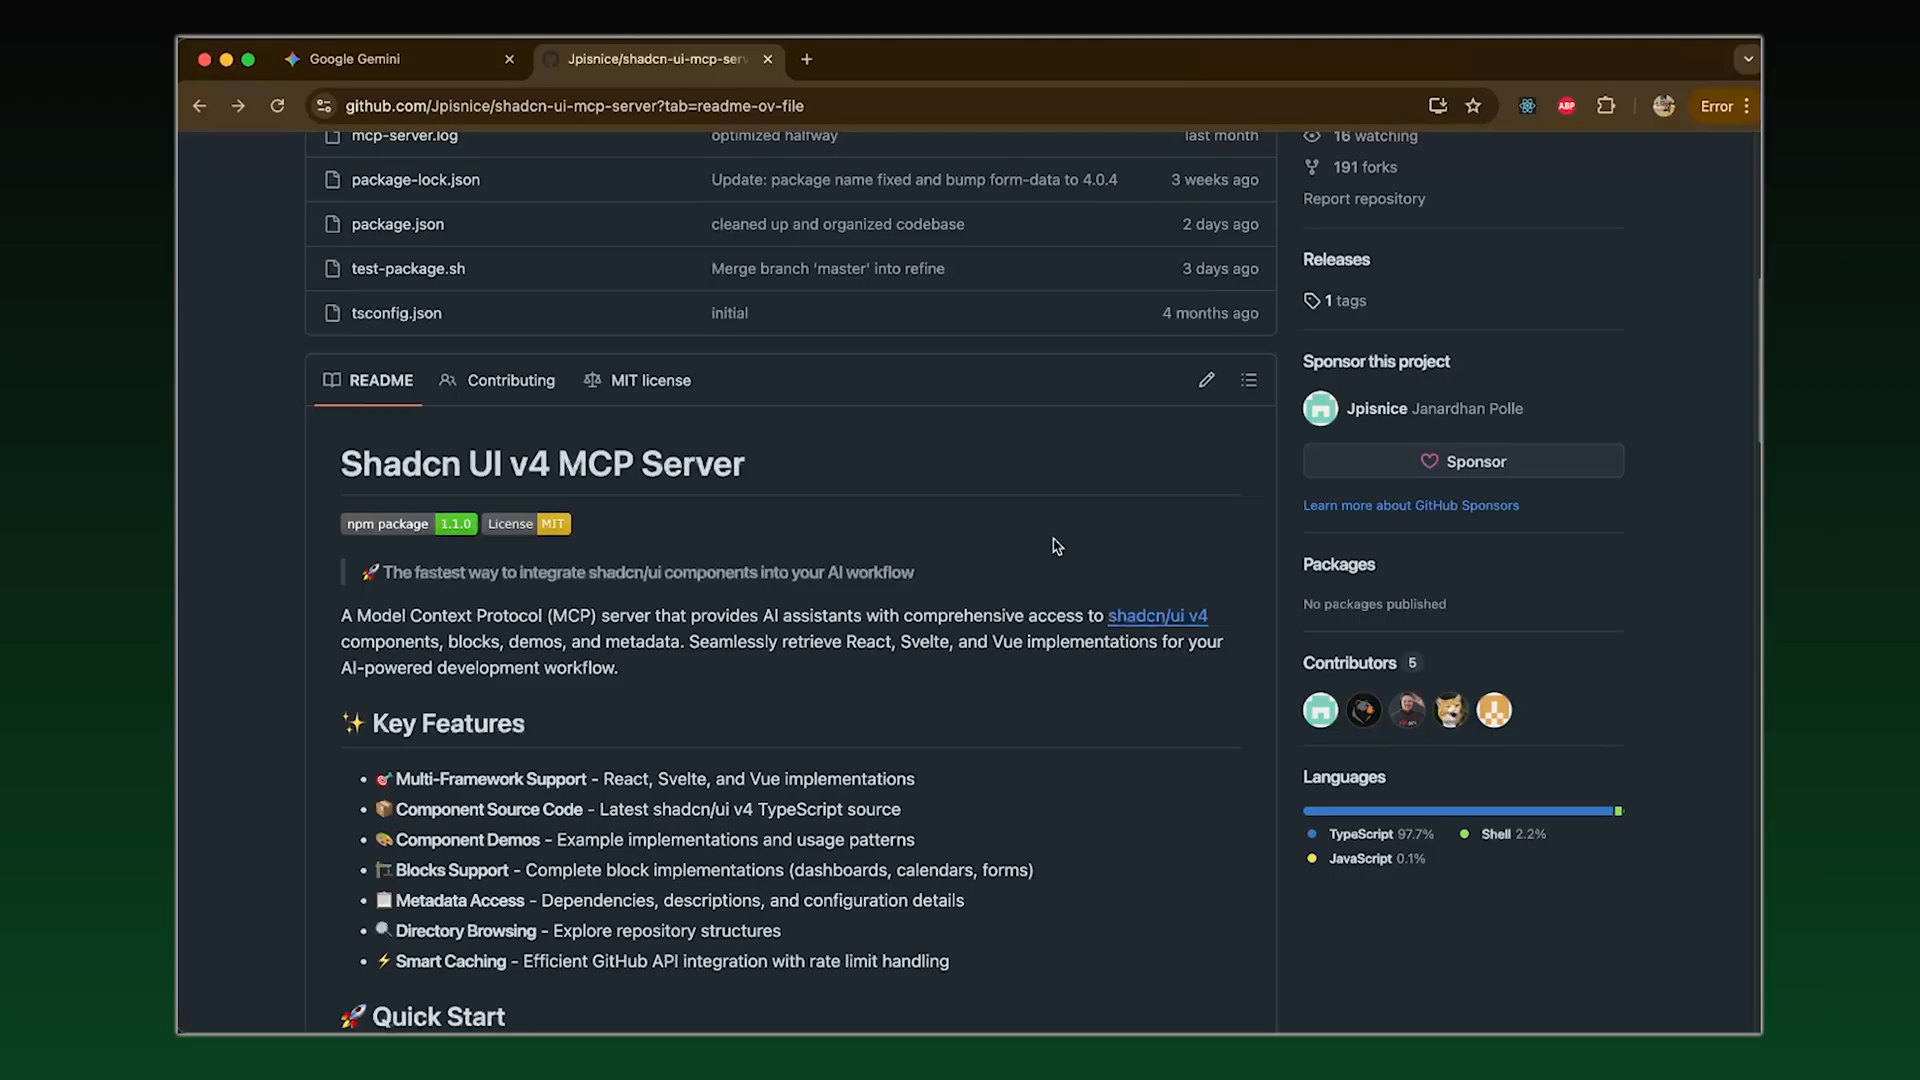 Google Gemini
Jpisnice/shadcn-ui-mcp-serv
github.com/Jpisnice/shadcn-ui-mcp-server?tab=readme-ov-file
ABP
Error
mcp-server.log optimized halfway last month
package-lock.json Update: package name fixed and bump form-data to 4.0.4 3 weeks ago
package.json cleaned up and organized codebase 2 days ago
test-package.sh Merge branch 'master' into refine 3 days ago
tsconfig.json initial 4 months ago
README Contributing MIT license
Shadcn UI v4 MCP Server
npm package 1.1.0 License MIT
🚀 The fastest way to integrate shadcn/ui components into your AI workflow
A Model Context Protocol (MCP) server that provides AI assistants with comprehensive access to shadcn/ui v4
components, blocks, demos, and metadata. Seamlessly retrieve React, Svelte, and Vue implementations for your
AI-powered development workflow.
✨ Key Features
• 🎯 Multi-Framework Support - React, Svelte, and Vue implementations
• 📦 Component Source Code - Latest shadcn/ui v4 TypeScript source
• 🎨 Component Demos - Example implementations and usage patterns
• 🏗️ Blocks Support - Complete block implementations (dashboards, calendars, forms)
• 📋 Metadata Access - Dependencies, descriptions, and configuration details
• 🔍 Directory Browsing - Explore repository structures
• ⚡ Smart Caching - Efficient GitHub API integration with rate limit handling
🚀 Quick Start
16 watching
191 forks
Report repository
Releases
1 tags
Sponsor this project
Jpisnice Janardhan Polle
Sponsor
Learn more about GitHub Sponsors
Packages
No packages published
Contributors 5
Languages
TypeScript 97.7% Shell 2.2%
JavaScript 0.1%